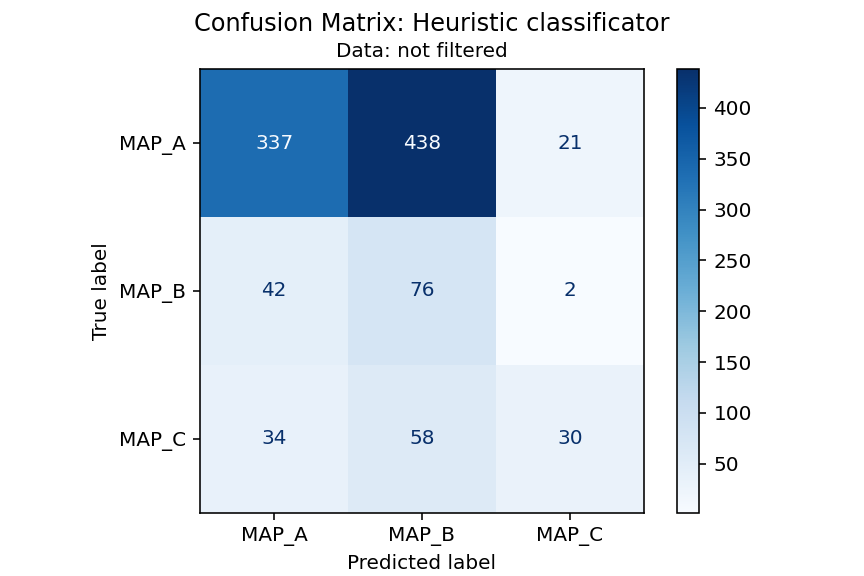 Confusion Matrix: Heuristic classificator
Data: not filtered
True label
MAP_A 337 438 21
MAP_B 42 76 2
MAP_C 34 58 30
MAP_A MAP_B MAP_C
Predicted label
400
350
300
250
200
150
100
50